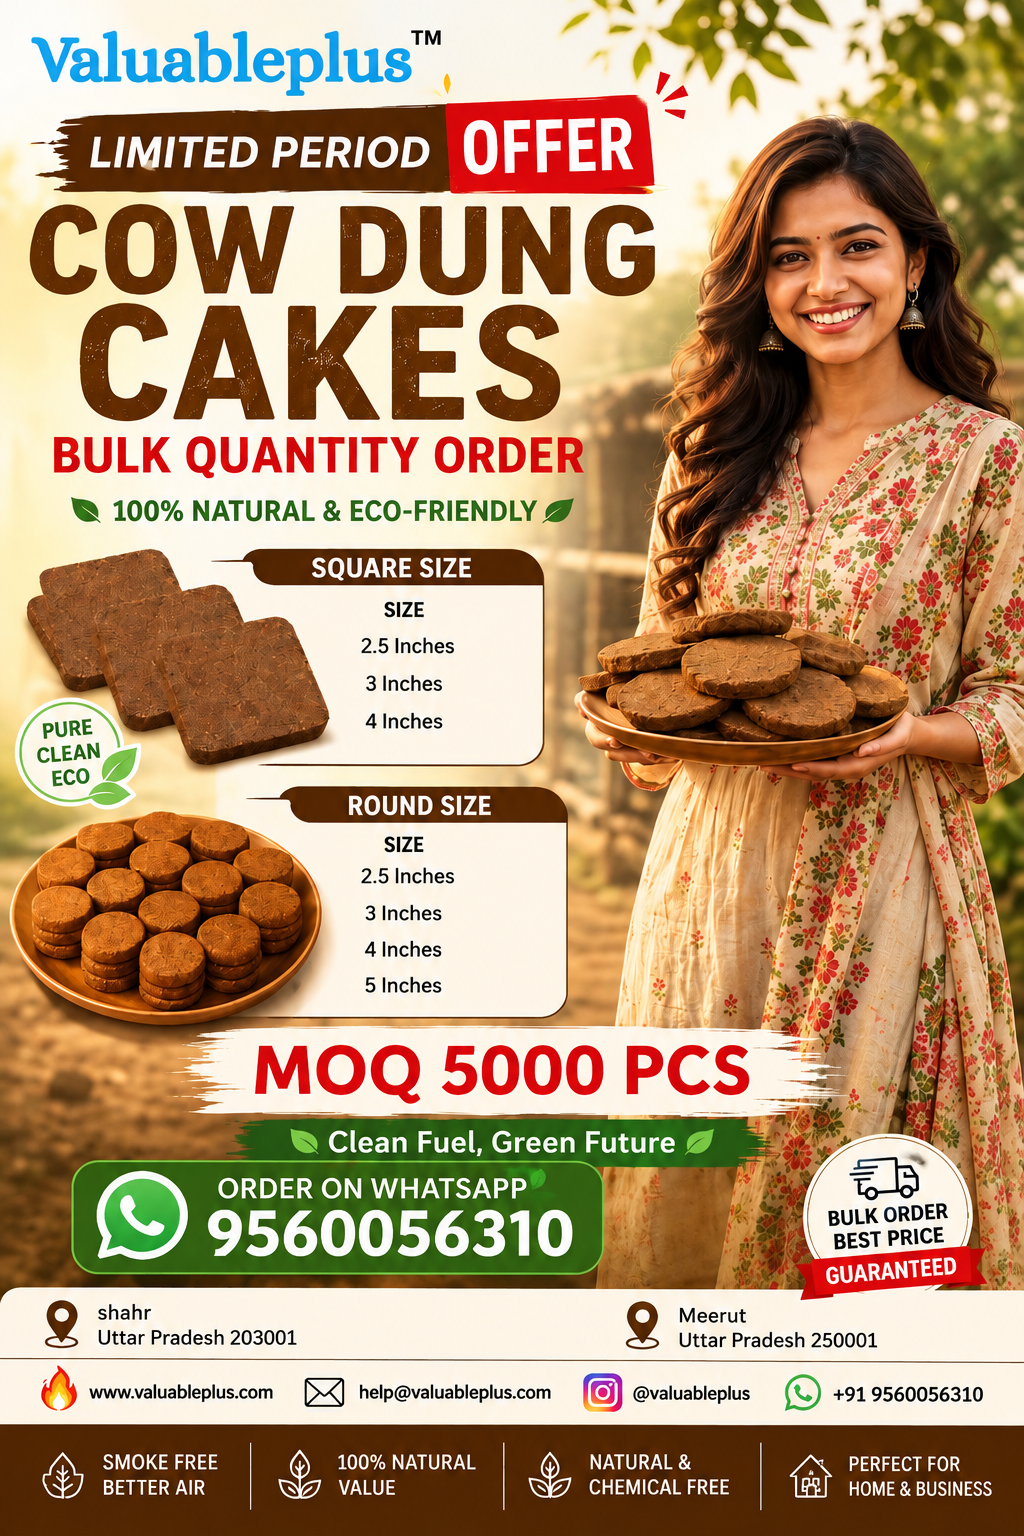 Valuableplus™
LIMITED PERIOD OFFER
COW DUNG
CAKES
BULK QUANTITY ORDER
100% NATURAL & ECO-FRIENDLY
SQUARE SIZE
SIZE
2.5 Inches
3 Inches
4 Inches
PURE
CLEAN
ECO
ROUND SIZE
SIZE
2.5 Inches
3 Inches
4 Inches
5 Inches
MOQ 5000 PCS
Clean Fuel, Green Future
ORDER ON WHATSAPP
9560056310
BULK ORDER
BEST PRICE
GUARANTEED
shahr
Uttar Pradesh 203001
Meerut
Uttar Pradesh 250001
www.valuableplus.com
help@valuableplus.com
@valuableplus
+91 9560056310
SMOKE FREE
BETTER AIR
100% NATURAL
VALUE
NATURAL &
CHEMICAL FREE
PERFECT FOR
HOME & BUSINESS